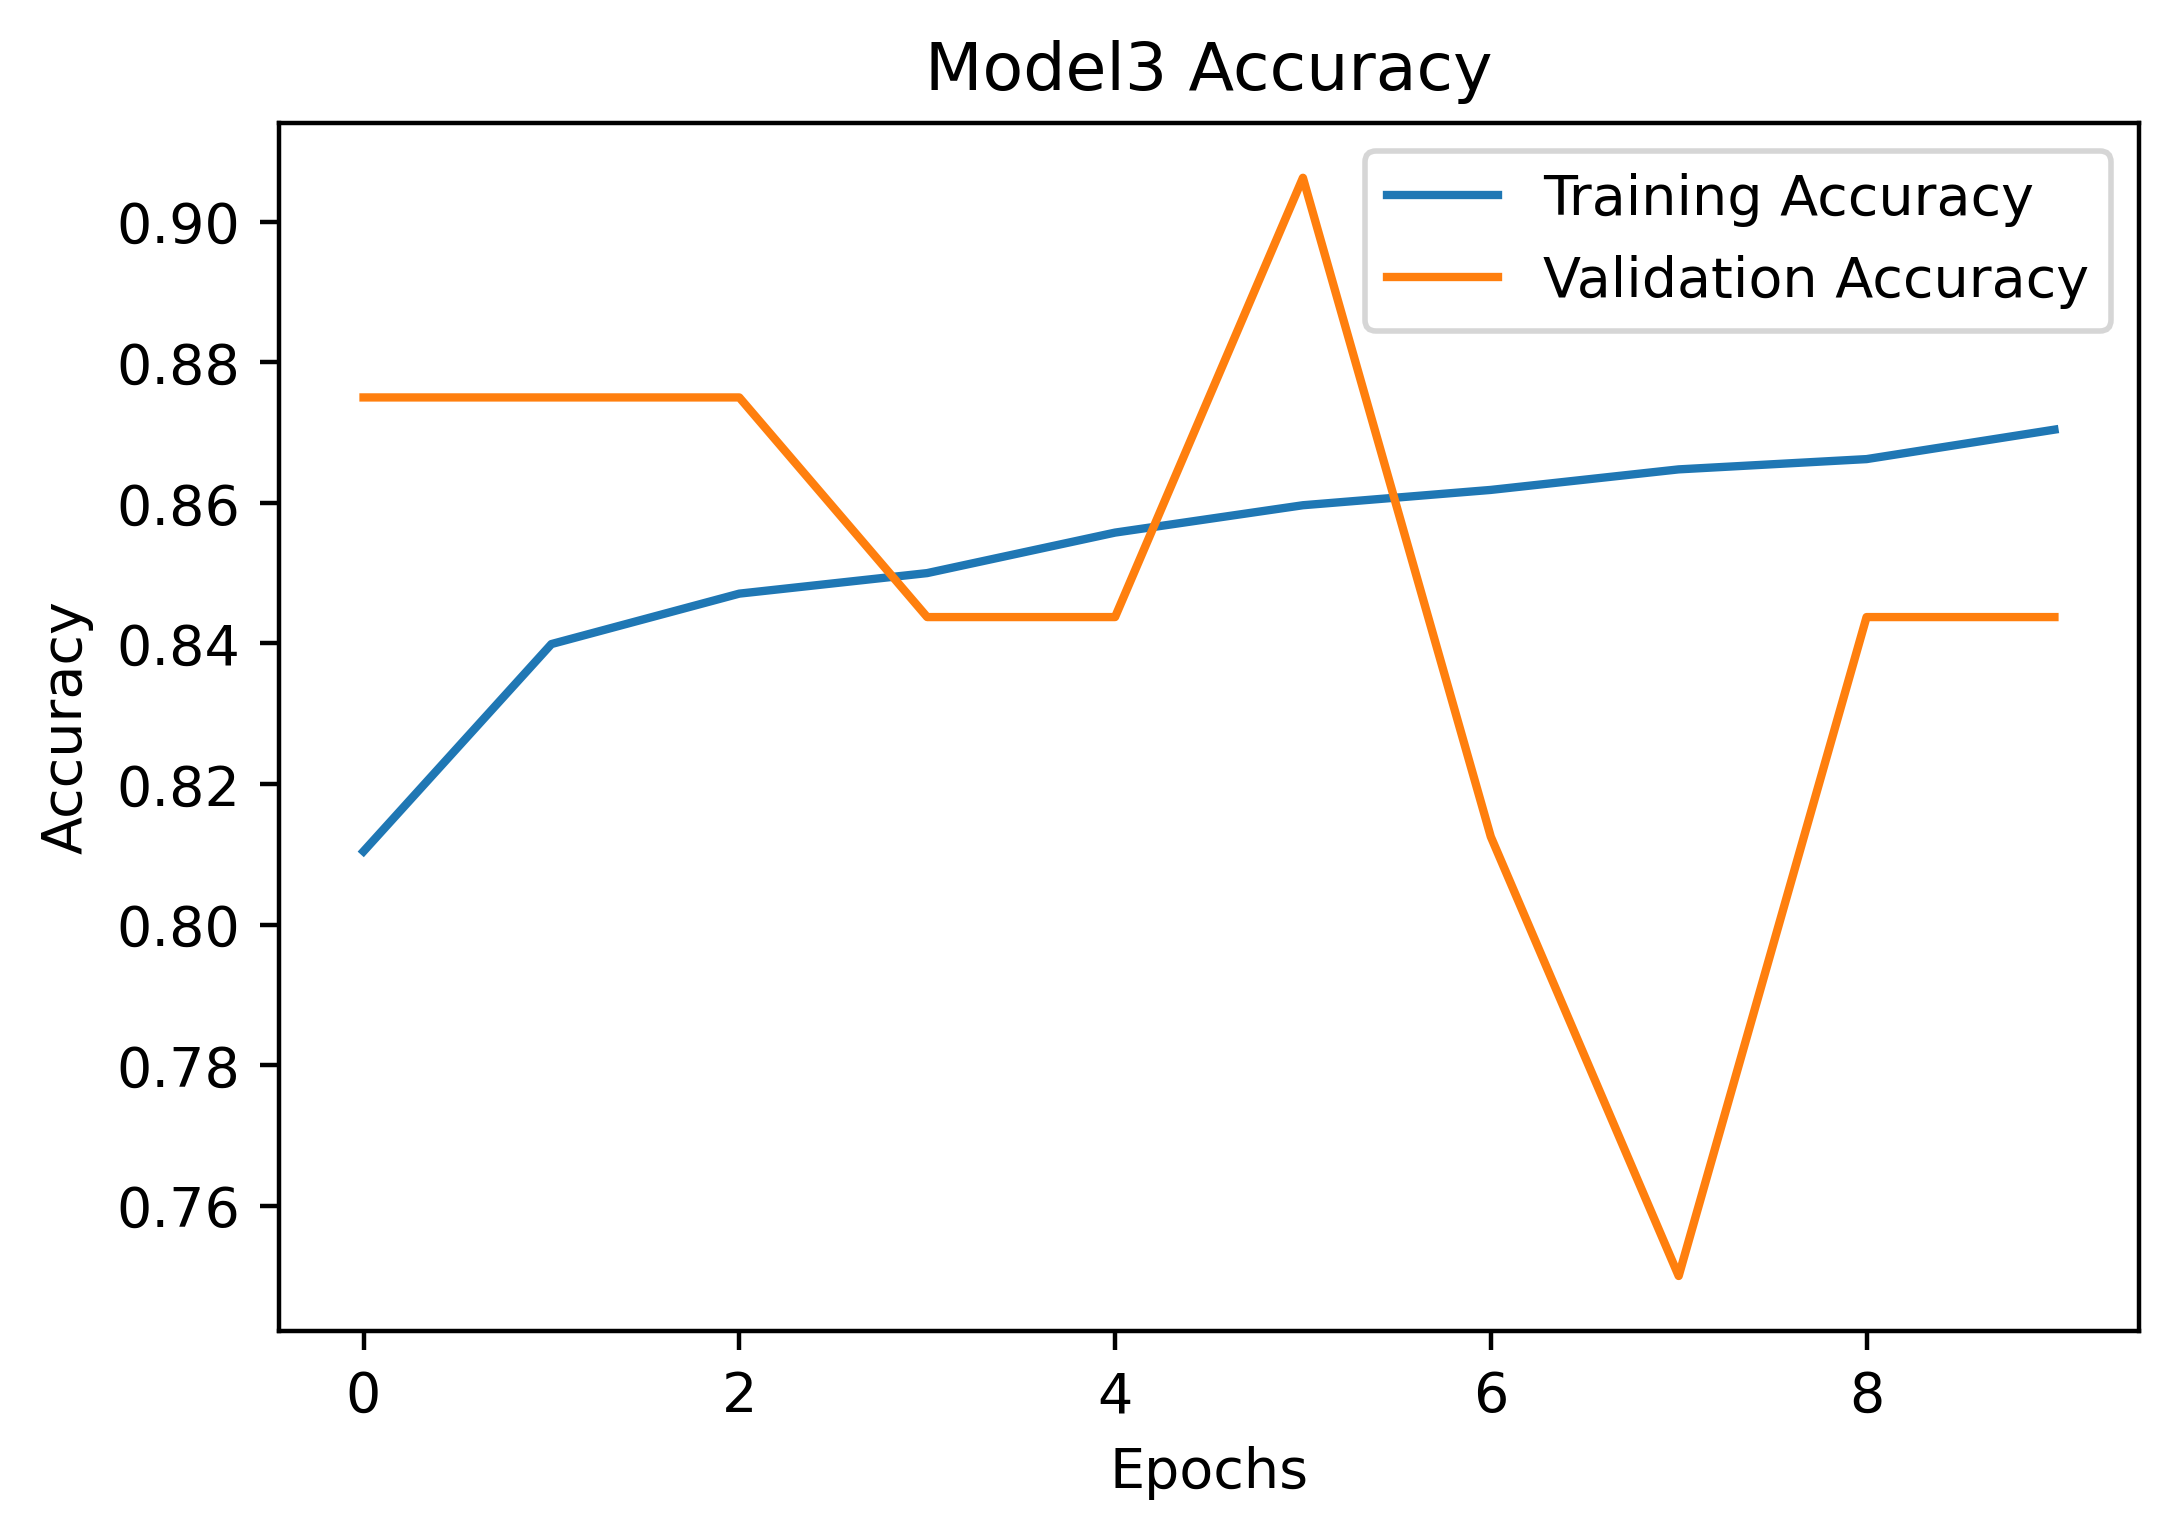 Model3 Accuracy
Training Accuracy
Validation Accuracy
0.90
0.88
0.86
0.84
0.82
0.80
0.78
0.76
Accuracy
0 2 4 6 8
Epochs